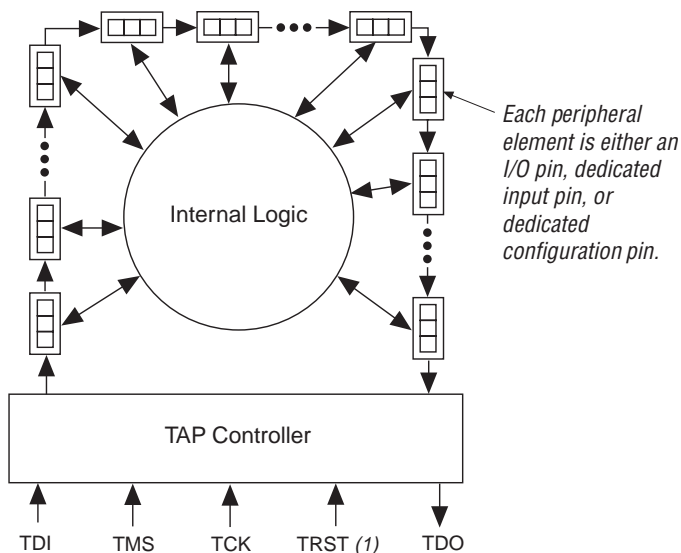 Each peripheral
element is either an
I/O pin, dedicated
input pin, or
dedicated
configuration pin.
Internal Logic
TAP Controller
TDI TMS TCK TRST (1) TDO